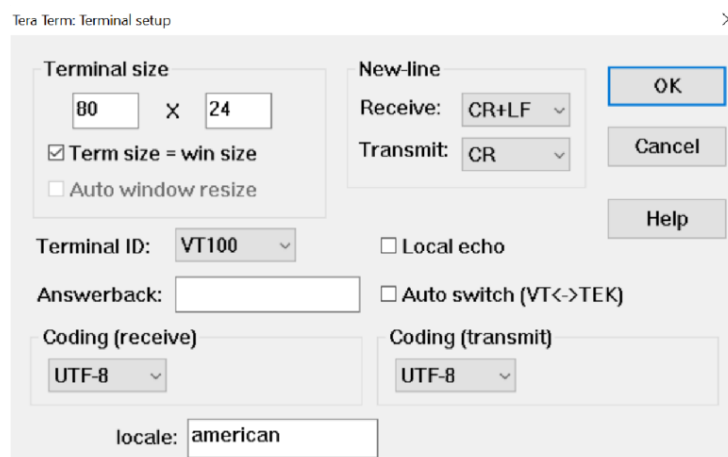 Tera Term: Terminal setup
Terminal size
80 X 24
Term size = win size
Auto window resize
New-line
Receive: CR+LF
Transmit: CR
OK
Cancel
Help
Terminal ID: VT100
Local echo
Answerback:
Auto switch (VT<->TEK)
Coding (receive)
UTF-8
Coding (transmit)
UTF-8
locale: american